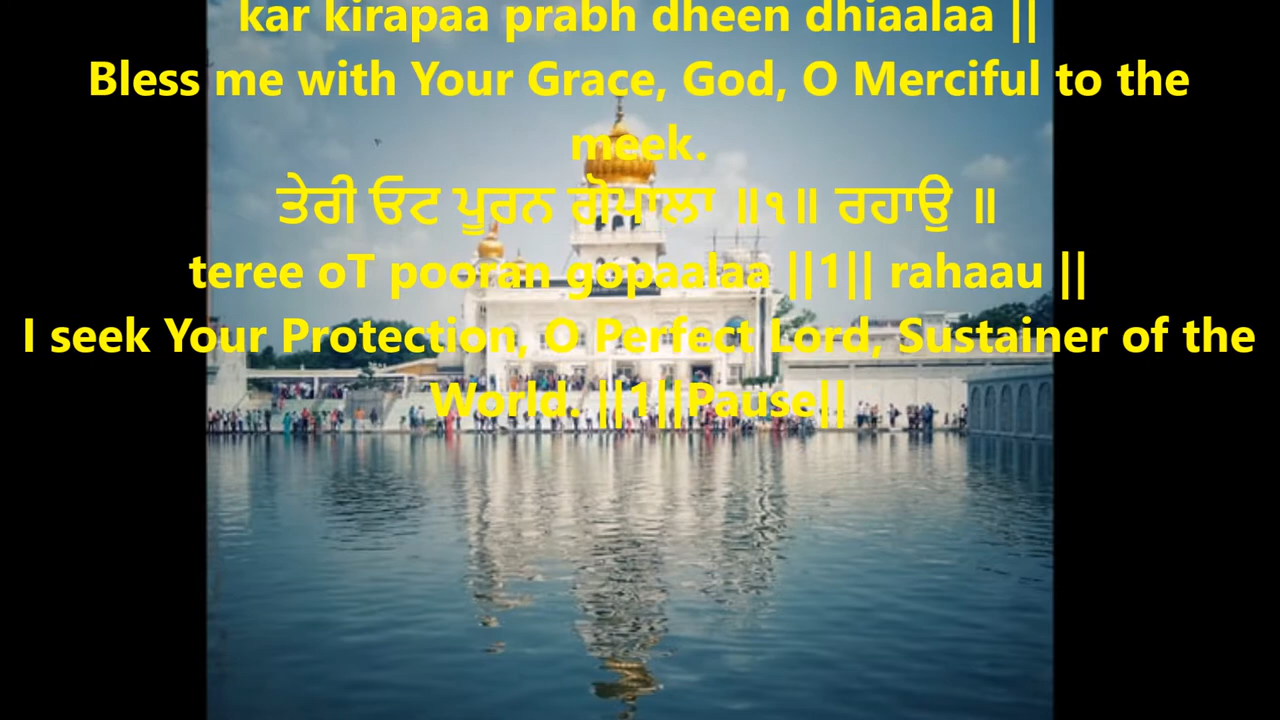 kar kirapaa prabh dheen dhiaalaa ||
Bless me with Your Grace, God, O Merciful to the
meek.
ਤੇਰੀ ਓਟ ਪੂਰਨ ਗੋਪਾਲਾ ॥੧॥ ਰਹਾਉ ॥
teree oT pooran gopaalaa ||1|| rahaau ||
I seek Your Protection, O Perfect Lord, Sustainer of the
World. ||1||Pause||